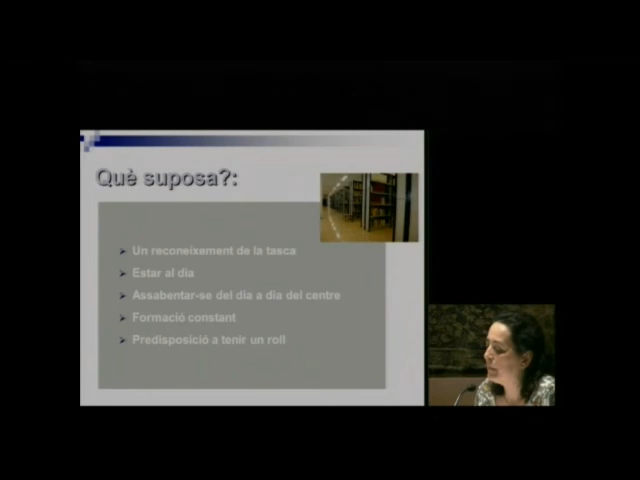 Què suposa?:
Un reconeixement de la tasca
Estar al dia
Assabentar-se del dia a dia del centre
Formació constant
Predisposició a tenir un roll